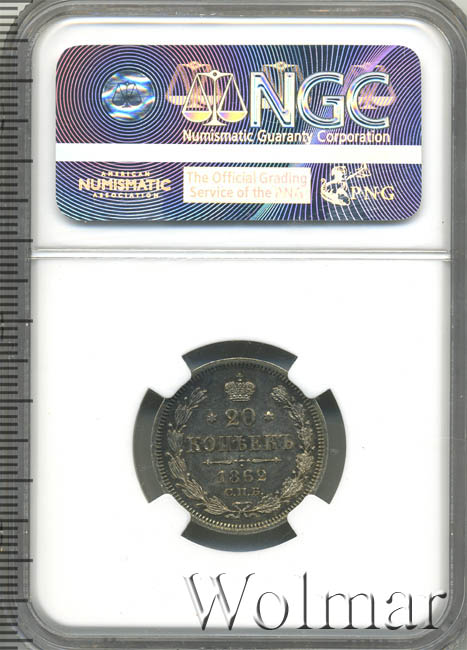 NGC
Numismatic Guaranty Corporation
AMERICAN
NUMISMATIC
ASSOCIATION
The Official Grading
Service of the ANA
PNG
20
КОПѢЕКЪ
1862
С.П.Б.
Wolmar